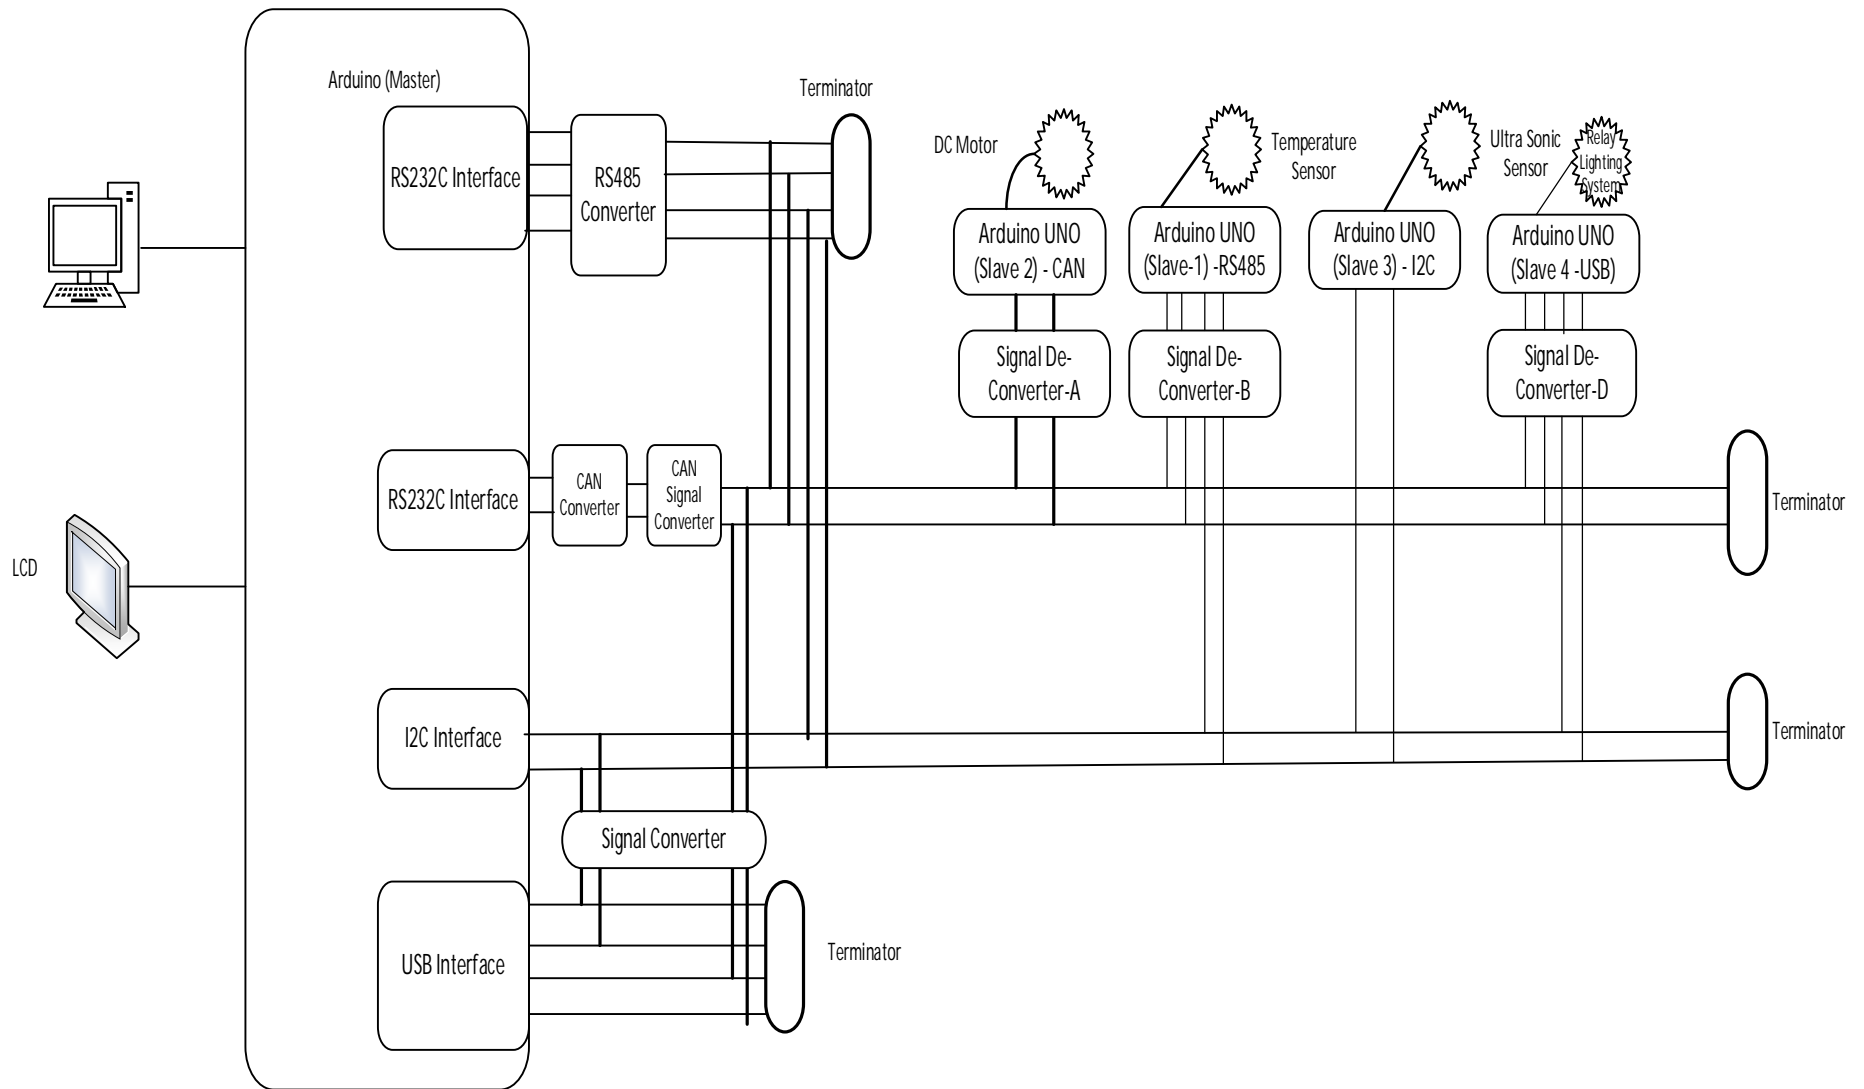 Arduino (Master)
RS232C Interface
RS485
Converter
Terminator
DC Motor
Temperature
Sensor
Ultra Sonic
Sensor
Relay
Lighting
System
Arduino UNO
(Slave 2) - CAN
Arduino UNO
(Slave-1) -RS485
Arduino UNO
(Slave 3) - I2C
Arduino UNO
(Slave 4 -USB)
Signal De-
Converter-A
Signal De-
Converter-B
Signal De-
Converter-D
RS232C Interface
CAN
Converter
CAN
Signal
Converter
Terminator
LCD
I2C Interface
Terminator
Signal Converter
USB Interface
Terminator